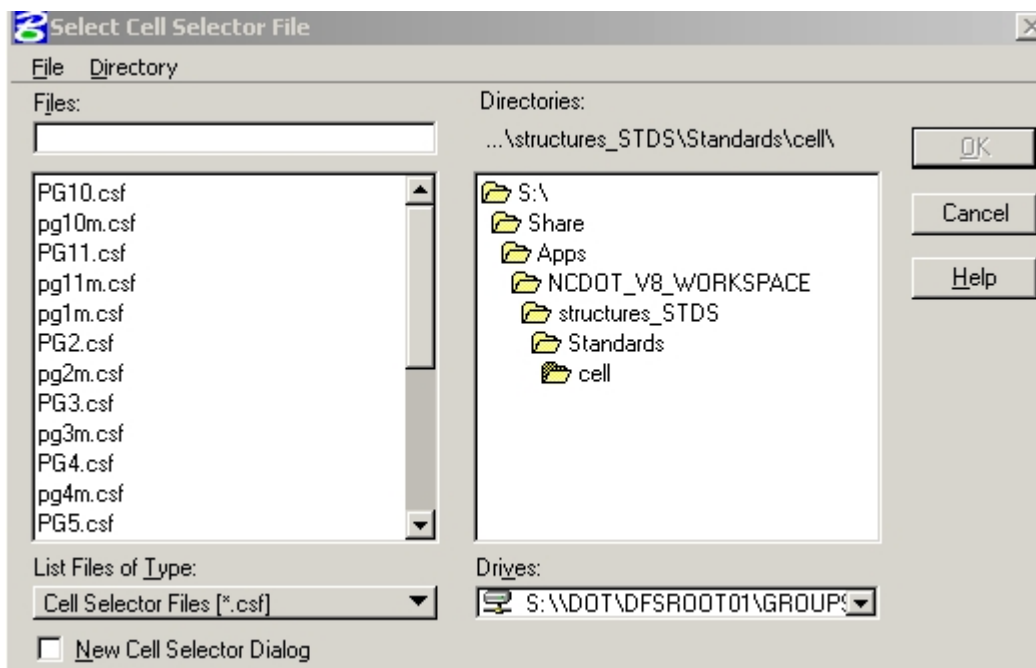 Select Cell Selector File
File Directory
Files:
PG10.csf
pg10m.csf
PG11.csf
pg11m.csf
pg1m.csf
PG2.csf
pg2m.csf
PG3.csf
pg3m.csf
PG4.csf
pg4m.csf
PG5.csf
List Files of Type:
Cell Selector Files [*.csf]
New Cell Selector Dialog
Directories:
...\structures_STDS\Standards\cell\
S:\
Share
Apps
NCDOT_V8_WORKSPACE
structures_STDS
Standards
cell
Drives:
S:\\DOT\DFSROOT01\GROUPS
OK
Cancel
Help